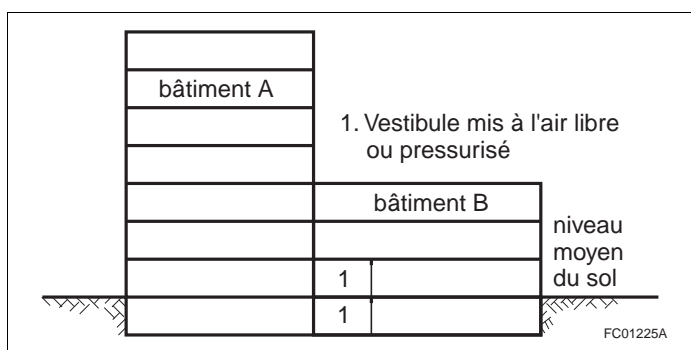 bâtiment A
1. Vestibule mis à l'air libre
ou pressurisé
bâtiment B
niveau
moyen
du sol
1
1
FC01225A